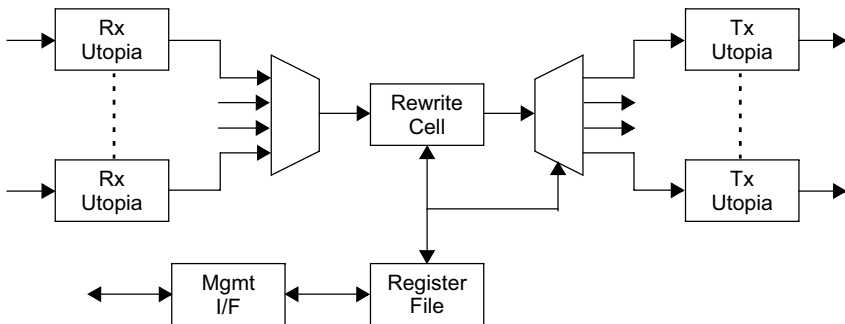 Rx
Utopia
Tx
Utopia
Rewrite
Cell
Rx
Utopia
Tx
Utopia
Mgmt
I/F
Register
File